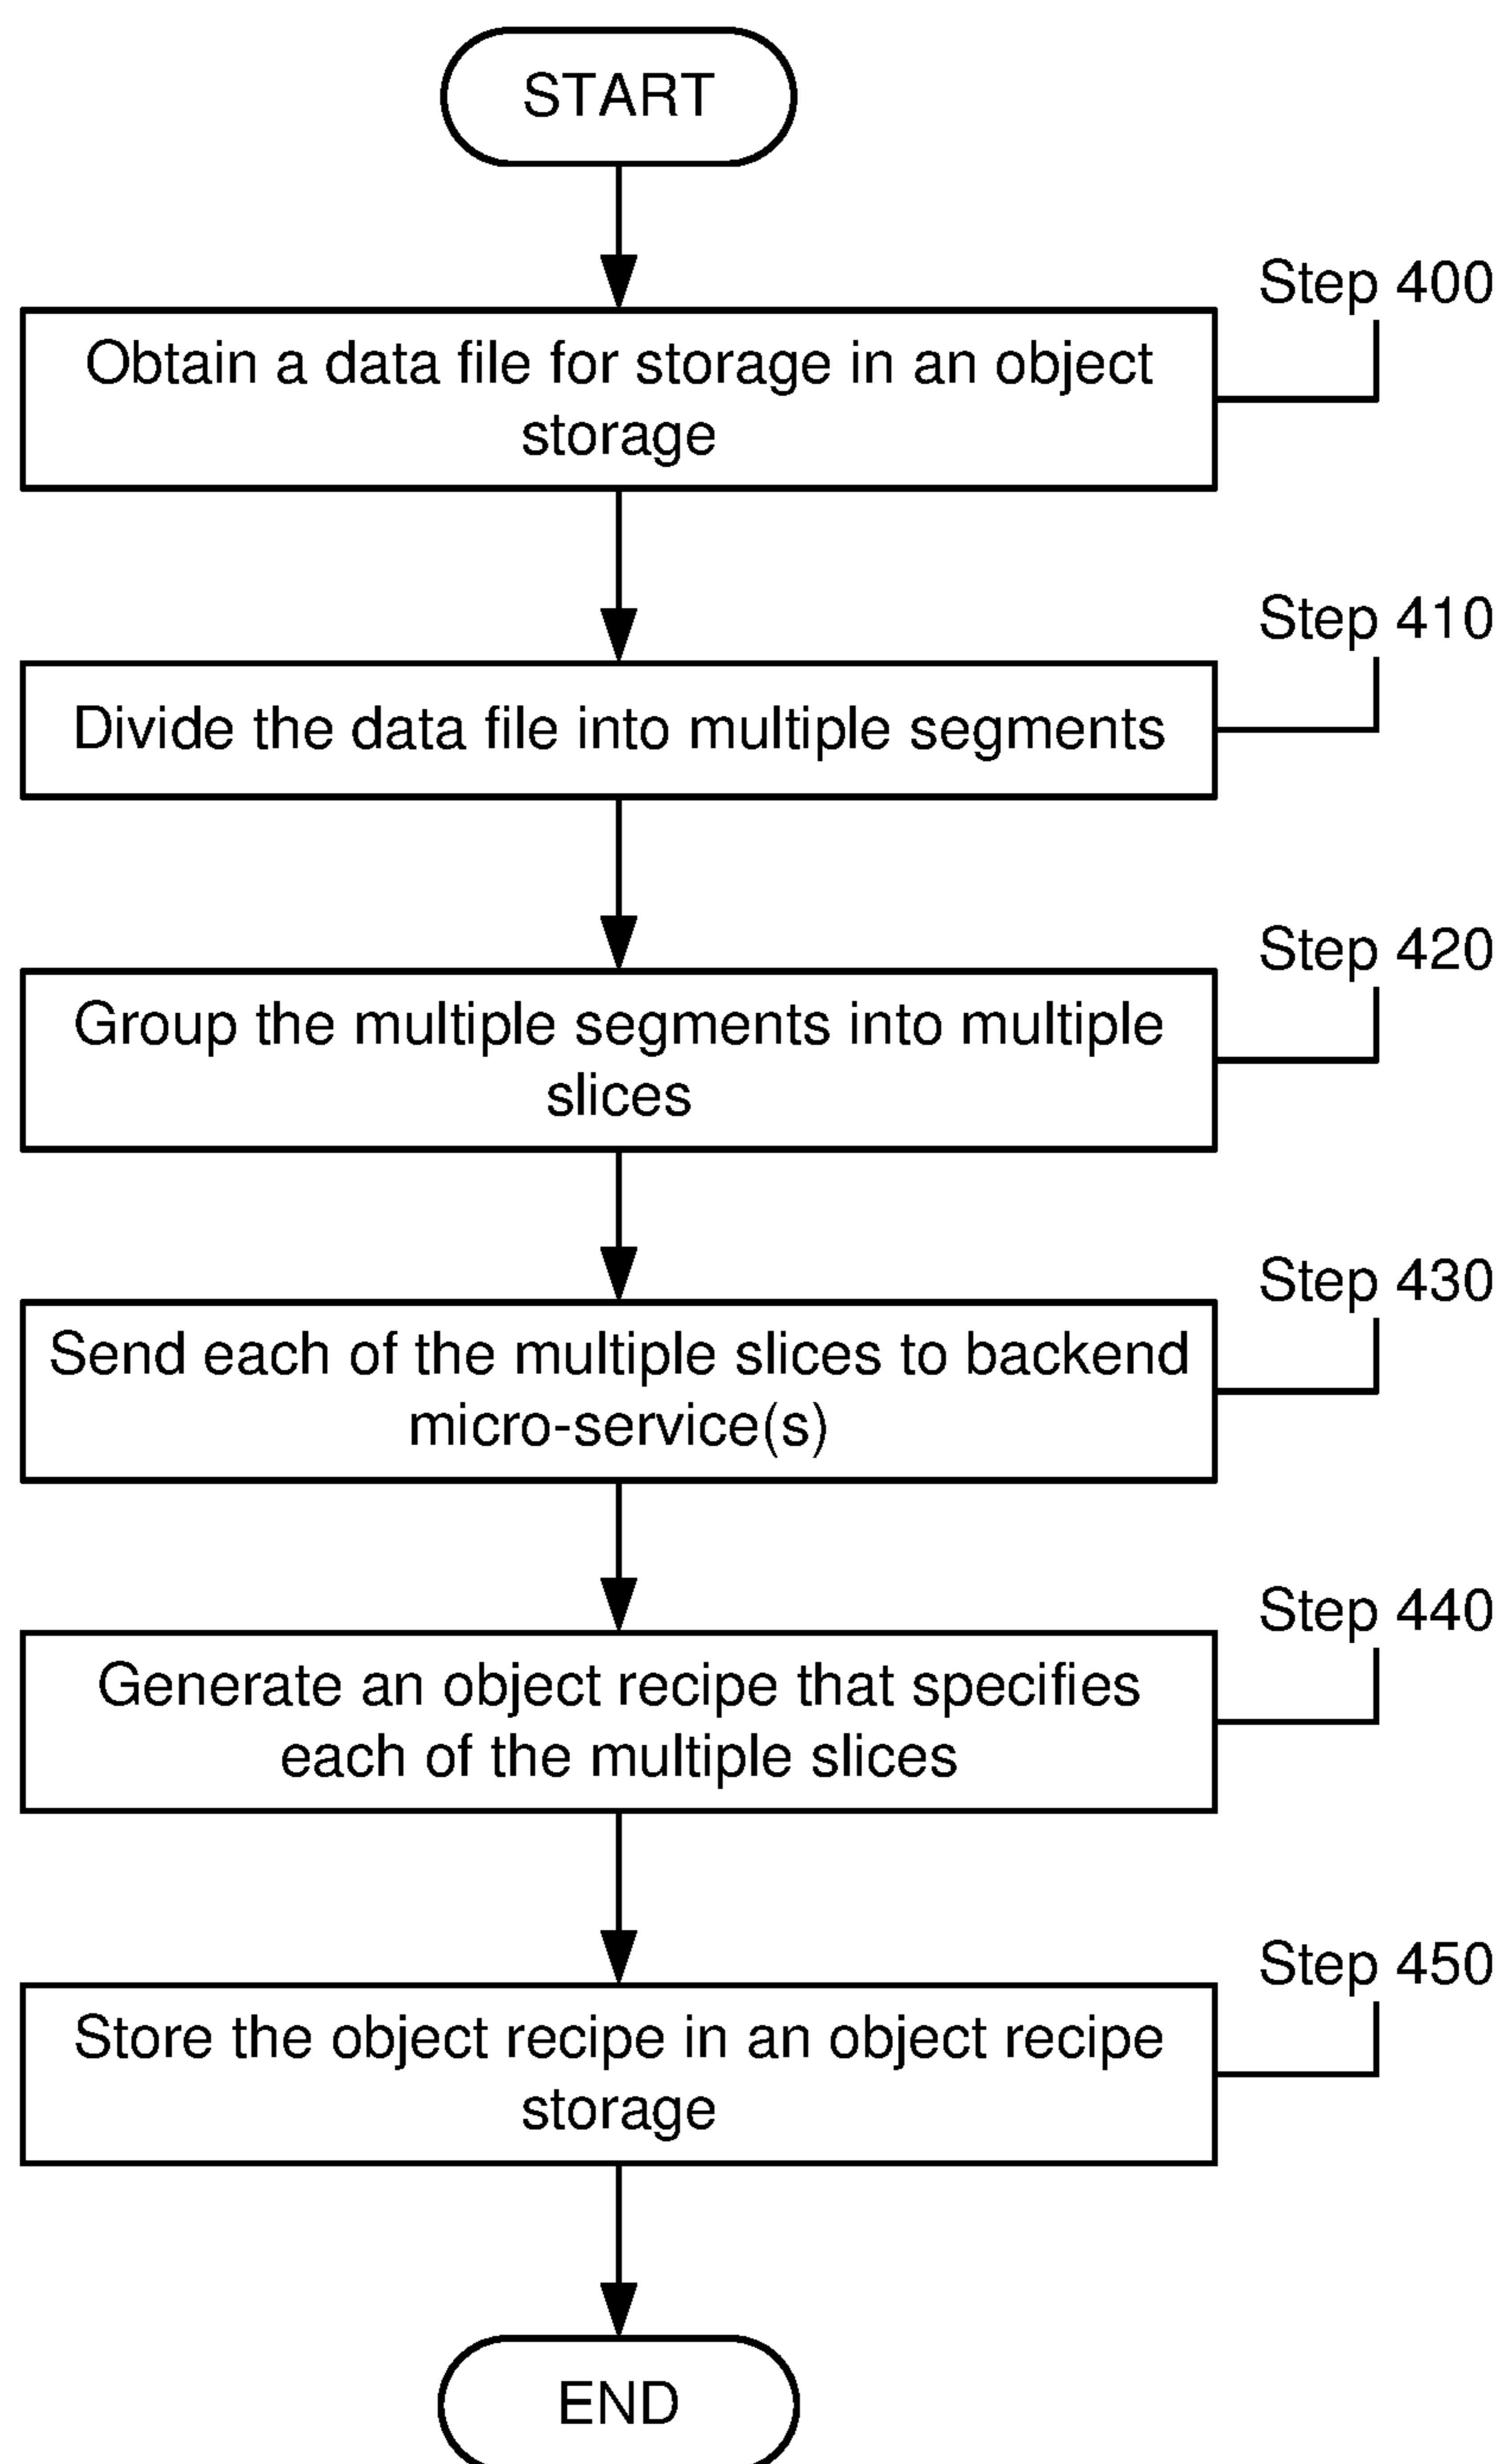 START
Step 400
Obtain a data file for storage in an object
storage
Step 410
Divide the data file into multiple segments
Step 420
Group the multiple segments into multiple
slices
Step 430
Send each of the multiple slices to backend
micro-service(s)
Step 440
Generate an object recipe that specifies
each of the multiple slices
Step 450
Store the object recipe in an object recipe
storage
END